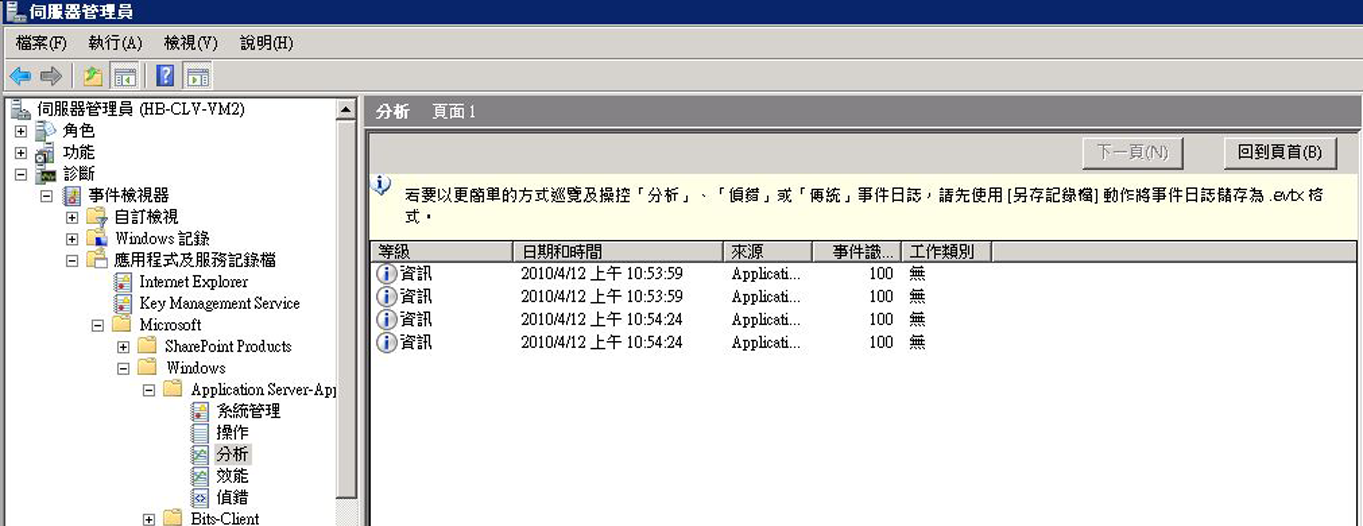 伺服器管理員
檔案(F) 執行(A) 檢視(V) 說明(H)
伺服器管理員 (HB-CLV-VM2)
角色
功能
診斷
事件檢視器
自訂檢視
Windows 記錄
應用程式及服務記錄檔
Internet Explorer
Key Management Service
Microsoft
SharePoint Products
Windows
Application Server-App
系統管理
操作
分析
效能
偵錯
Bits-Client
分析 頁面 1
下一頁(N) 回到頁首(B)
若要以更簡單的方式巡覽及操控「分析」、「偵錯」或「傳統」事件日誌，請先使用 [另存記錄檔] 動作將事件日誌儲存為 .evtx 格
式。
等級 日期和時間 來源 事件識... 工作類別
資訊 2010/4/12 上午 10:53:59 Applicati... 100 無
資訊 2010/4/12 上午 10:53:59 Applicati... 100 無
資訊 2010/4/12 上午 10:54:24 Applicati... 100 無
資訊 2010/4/12 上午 10:54:24 Applicati... 100 無